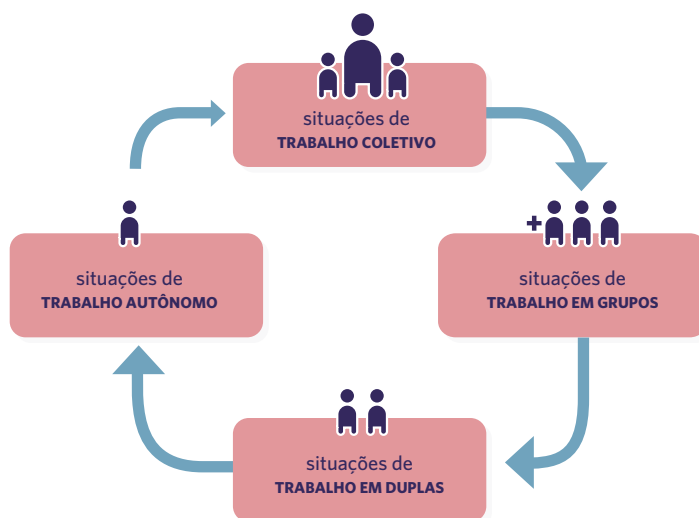 situações de
TRABALHO COLETIVO
situações de
TRABALHO AUTÔNOMO
+
situações de
TRABALHO EM GRUPOS
situações de
TRABALHO EM DUPLAS